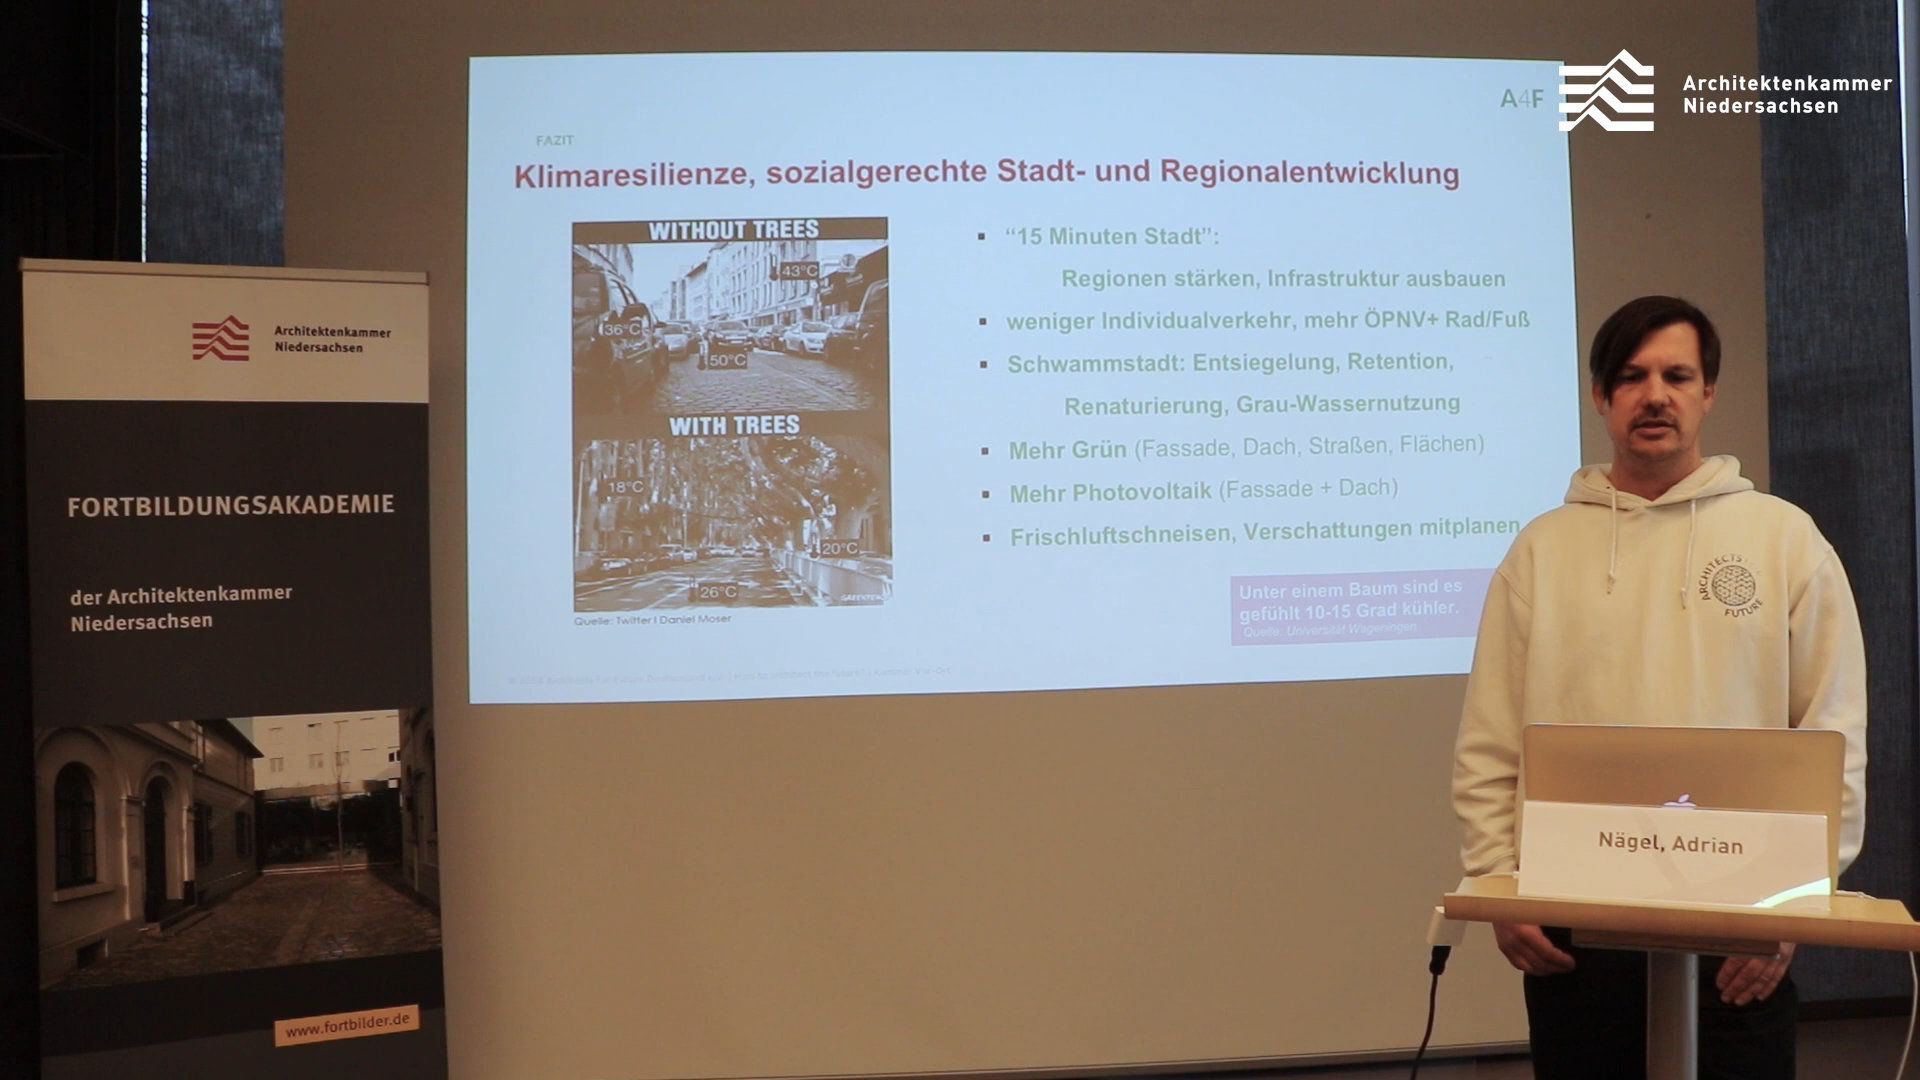 Architektenkammer
Niedersachsen
A4F
FAZIT
Klimaresilienze, sozialgerechte Stadt- und Regionalentwicklung
WITHOUT TREES
43°C
36°C
50°C
WITH TREES
18°C
20°C
26°C
Quelle: Twitter I Daniel Moser
▪ “15 Minuten Stadt”:
Regionen stärken, Infrastruktur ausbauen
▪ weniger Individualverkehr, mehr ÖPNV+ Rad/Fuß
▪ Schwammstadt: Entsiegelung, Retention,
Renaturierung, Grau-Wassernutzung
▪ Mehr Grün (Fassade, Dach, Straßen, Flächen)
▪ Mehr Photovoltaik (Fassade + Dach)
▪ Frischluftschneisen, Verschattungen mitplanen
Unter einem Baum sind es
gefühlt 10-15 Grad kühler.
Quelle: Universität Wageningen
Architektenkammer
Niedersachsen
FORTBILDUNGSAKADEMIE
der Architektenkammer
Niedersachsen
www.fortbilder.de
ARCHITECTS
FUTURE
Nägel, Adrian